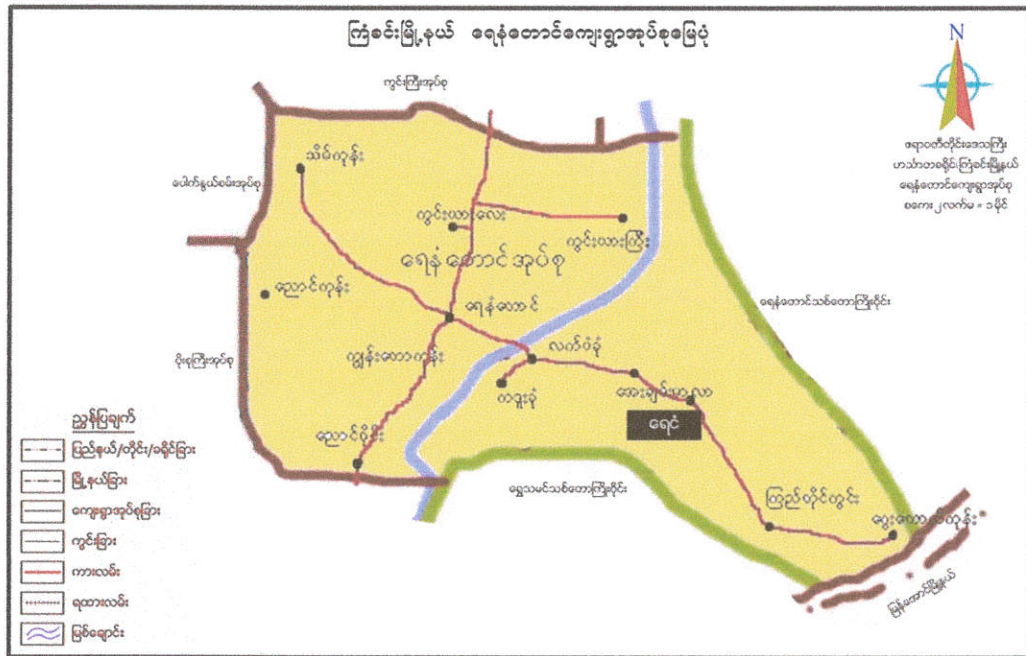 ကြံခင်းမြို့နယ် ရေနံတောင်ကျေးရွာအုပ်စုမြေပုံ
N
ကွင်းကြီးအုပ်စု
ဧရာဝတီတိုင်းဒေသကြီး
ဟင်္သာတခရိုင်၊ကြံခင်းမြို့နယ်
ရေနံတောင်ကျေးရွာအုပ်စု
စကေး၂လက်မ = ၁မိုင်
သိမ်ကုန်း
ပေါက်နွယ်စမ်းအုပ်စု
ကွင်းယားလေး
ကွင်းယားကြီး
ရေနံတောင်အုပ်စု
ညောင်ကုန်း
ရေနံတောင်သစ်တောကြိုးဝိုင်း
ရေနံတောင်
ကျွန်းတောကုန်း
လက်ပံခုံ
ပိုးစုကြီးအုပ်စု
ကဒူးခုံ
အေးချမ်းသာယာ
ရေငံ
ညောင်ဝိုင်း
ညွှန်ပြချက်
ပြည်နယ်/တိုင်း/ခရိုင်ခြား
မြို့နယ်ခြား
ကျေးရွာအုပ်စုခြား
ကွင်းခြား
ကားလမ်း
ရထားလမ်း
မြစ်ချောင်း
ရွှေသမင်သစ်တောကြိုးဝိုင်း
ကြည်တိုင်ကွင်း
မြန်အောင်မြို့နယ်